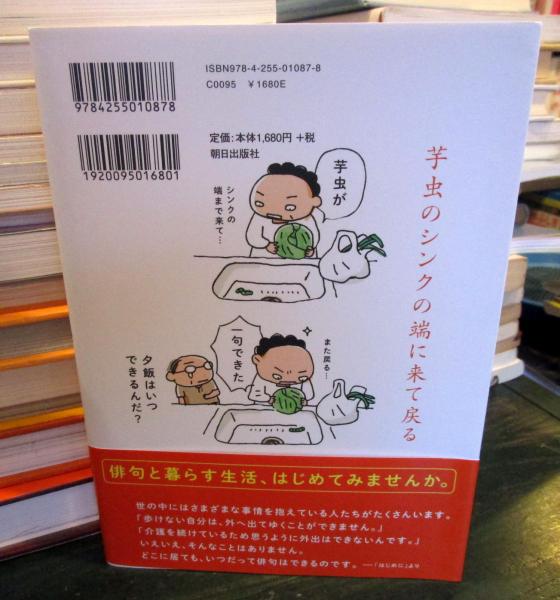 ISBN978-4-255-01087-8
C0095 ￥1680E
9784255010878
定価:本体1,680円+税
朝日出版社
1920095016801
芋虫のシンクの端に来て戻る
芋虫が
シンクの
端まで来て…
また戻る…
一句できた
夕飯はいつ
できるんだ?
俳句と暮らす生活、はじめてみませんか。
世の中にはさまざまな事情を抱えている人たちがたくさんいます。
「歩けない自分は、外へ出てゆくことができません。」
「介護を続けているため思うように外出はできないんです。」
いえいえ、そんなことはありません。
どこに居ても、いつだって俳句はできるのです。――「はじめに」より